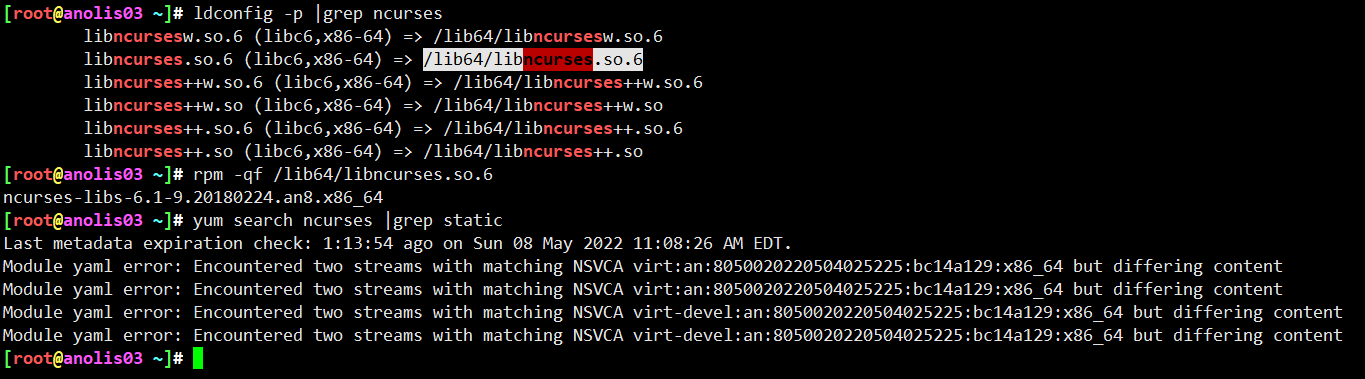 [root@anolis03 ~]# ldconfig -p |grep ncurses
libncursesw.so.6 (libc6,x86-64) => /lib64/libncursesw.so.6
libncurses.so.6 (libc6,x86-64) => /lib64/libncurses.so.6
libncurses++w.so.6 (libc6,x86-64) => /lib64/libncurses++w.so.6
libncurses++w.so (libc6,x86-64) => /lib64/libncurses++w.so
libncurses++.so.6 (libc6,x86-64) => /lib64/libncurses++.so.6
libncurses++.so (libc6,x86-64) => /lib64/libncurses++.so
[root@anolis03 ~]# rpm -qf /lib64/libncurses.so.6
ncurses-libs-6.1-9.20180224.an8.x86_64
[root@anolis03 ~]# yum search ncurses |grep static
Last metadata expiration check: 1:13:54 ago on Sun 08 May 2022 11:08:26 AM EDT.
Module yaml error: Encountered two streams with matching NSVCA virt:an:8050020220504025225:bc14a129:x86_64 but differing content
Module yaml error: Encountered two streams with matching NSVCA virt:an:8050020220504025225:bc14a129:x86_64 but differing content
Module yaml error: Encountered two streams with matching NSVCA virt-devel:an:8050020220504025225:bc14a129:x86_64 but differing content
Module yaml error: Encountered two streams with matching NSVCA virt-devel:an:8050020220504025225:bc14a129:x86_64 but differing content
[root@anolis03 ~]#